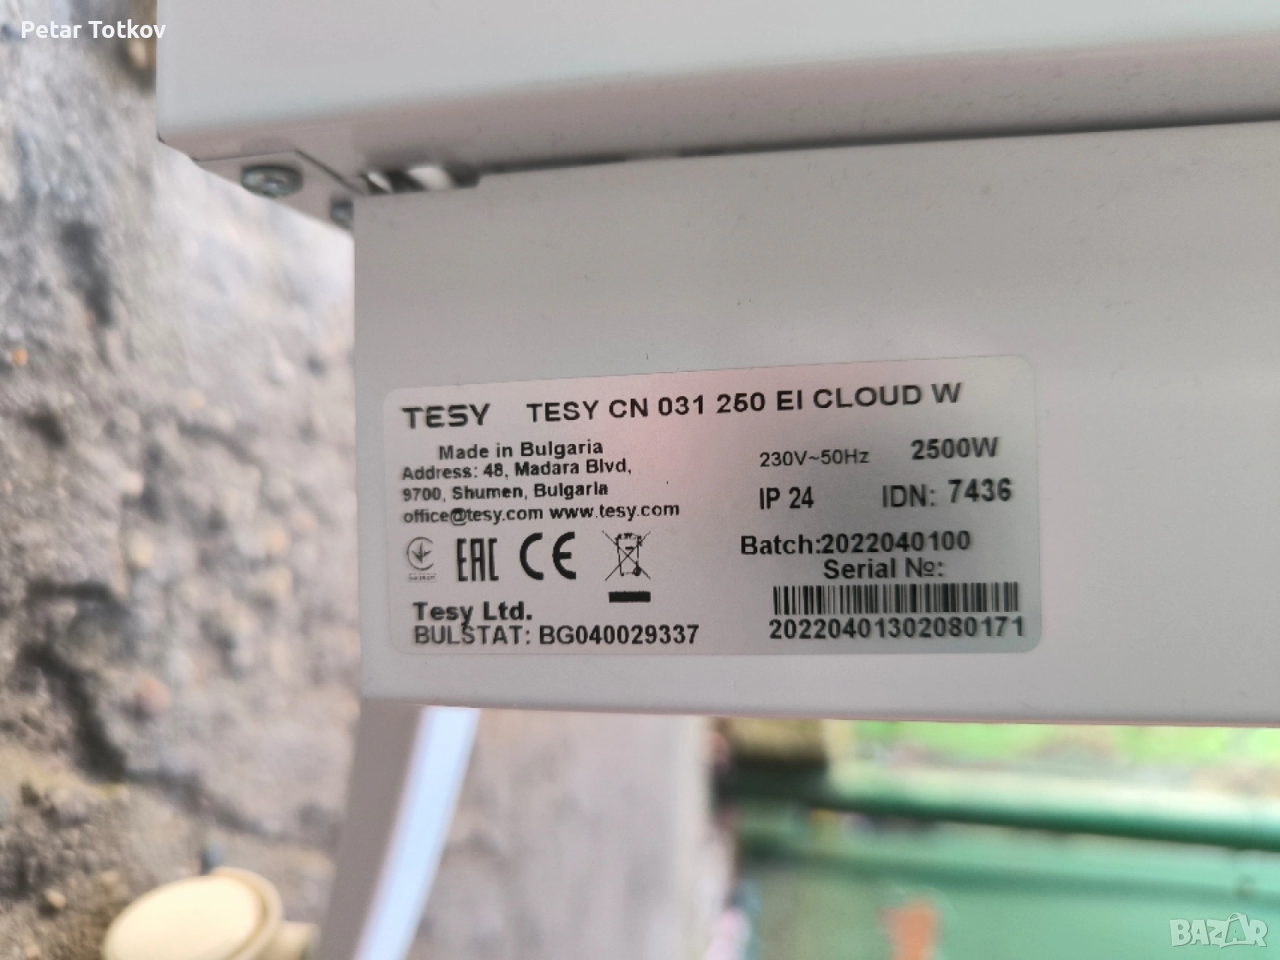 Petar Totkov
TESY TESY CN 031 250 EI CLOUD W
Made in Bulgaria
Address: 48, Madara Blvd,
9700, Shumen, Bulgaria
office@tesy.com www.tesy.com
230V~50Hz 2500W
IP 24 IDN: 7436
EAC CE
Batch:2022040100
Serial №:
20220401302080171
Tesy Ltd.
BULSTAT: BG040029337
BAZAR